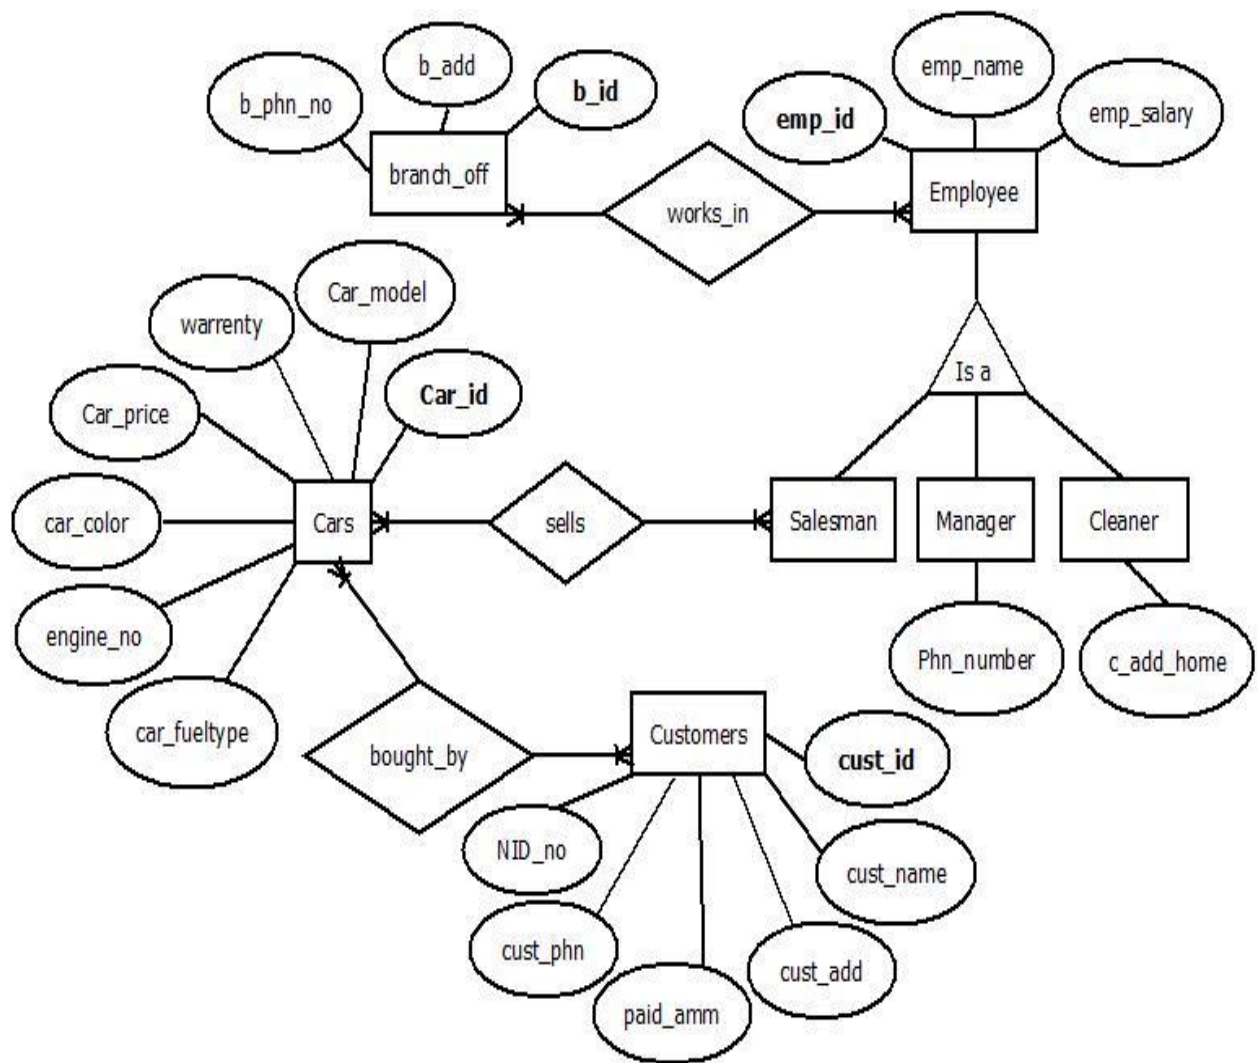 b_add
emp_name
b_phn_no
b_id
emp_id
emp_salary
branch_off
works_in
Employee
Car_model
warrenty
Is a
Car_price
Car_id
car_color
Cars
sells
Salesman
Manager
Cleaner
engine_no
Phn_number
c_add_home
car_fueltype
bought_by
Customers
cust_id
NID_no
cust_name
cust_phn
cust_add
paid_amm